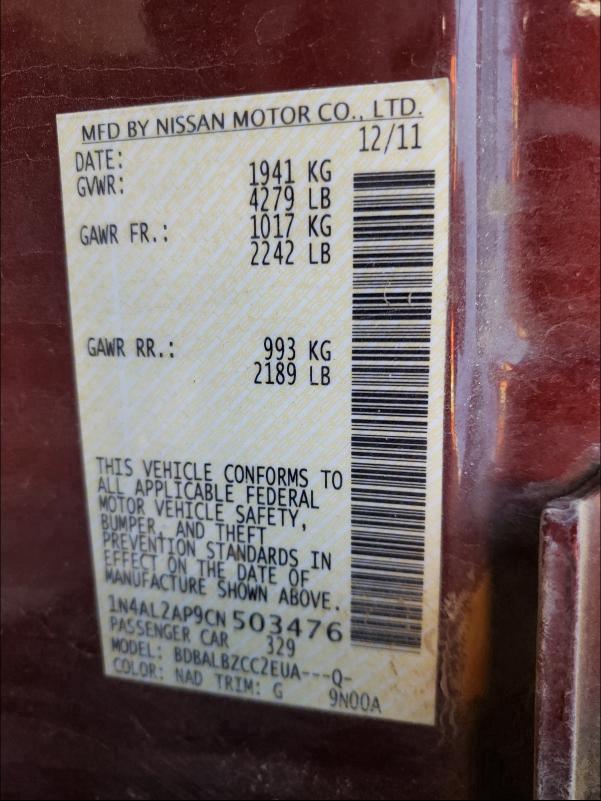 MFD BY NISSAN MOTOR CO., LTD.
DATE: 12/11
GVWR: 1941 KG
4279 LB
GAWR FR.: 1017 KG
2242 LB
GAWR RR.: 993 KG
2189 LB
THIS VEHICLE CONFORMS TO
ALL APPLICABLE FEDERAL
MOTOR VEHICLE SAFETY,
BUMPER, AND THEFT
PREVENTION STANDARDS IN
EFFECT ON THE DATE OF
MANUFACTURE SHOWN ABOVE.
1N4AL2AP9CN 503476
PASSENGER CAR 329
MODEL: BDBALBZCC2EUA---Q-
COLOR: NAD TRIM: G 9N00A